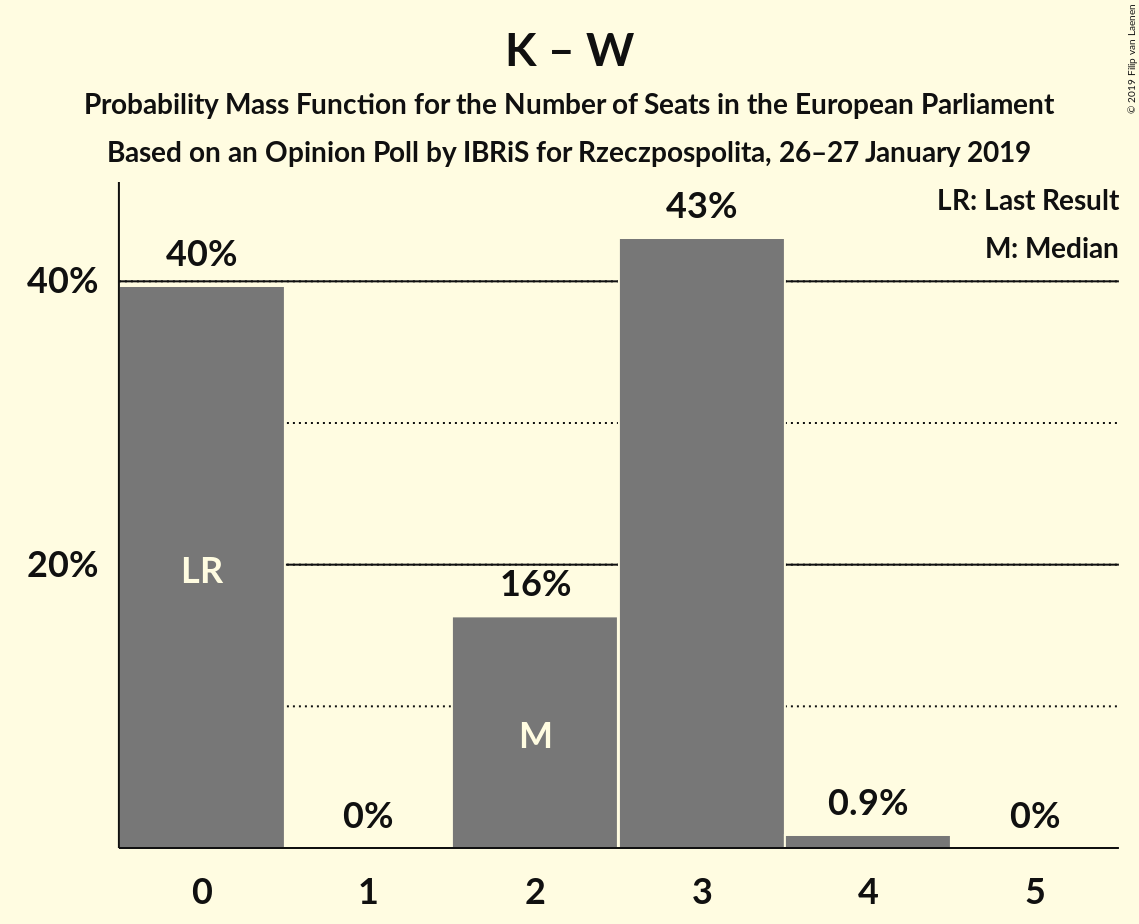 K – W
Probability Mass Function for the Number of Seats in the European Parliament
Based on an Opinion Poll by IBRiS for Rzeczpospolita, 26–27 January 2019
© 2019 Filip van Laenen
LR: Last Result
M: Median
43%
40%
40%
20%
LR
16%
M
0%
0.9%
0%
0 1 2 3 4 5